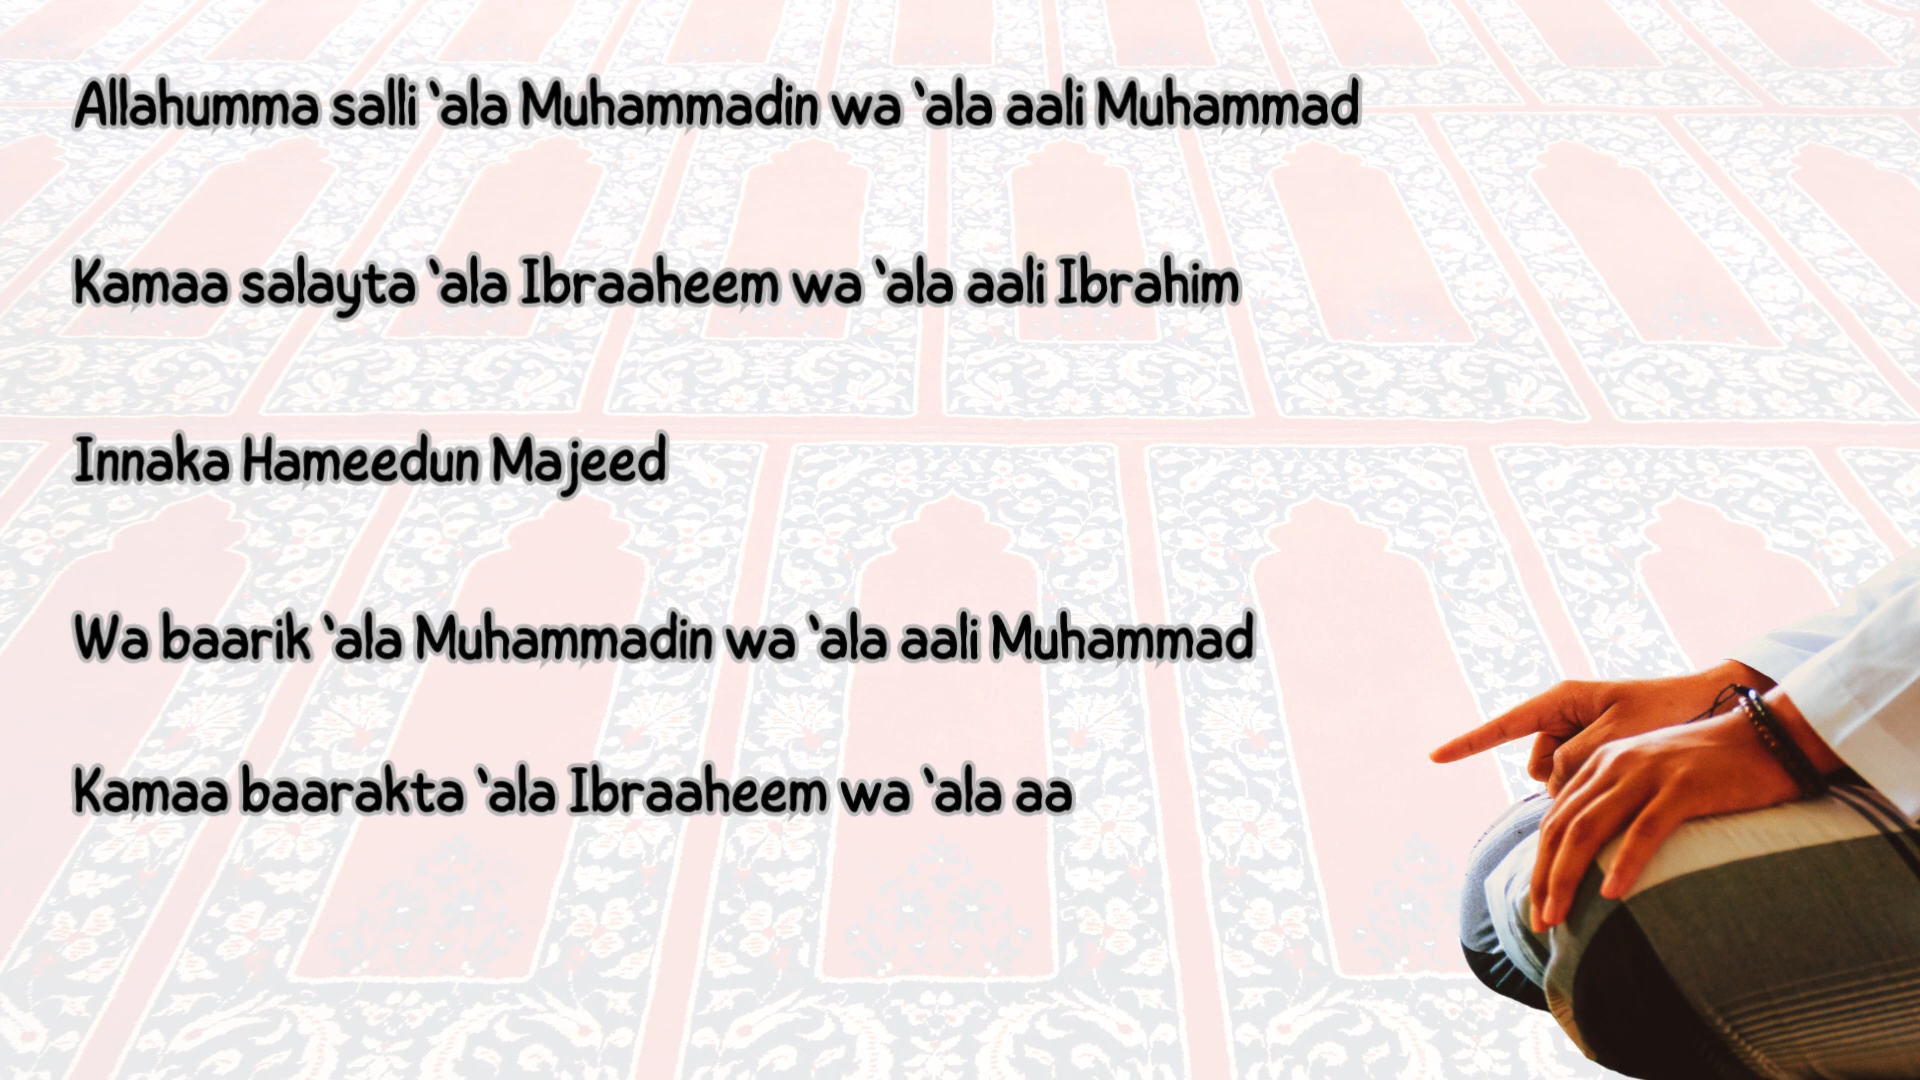 Allahumma salli ‛ala Muhammadin wa ‛ala aali Muhammad
Kamaa salayta ‛ala Ibraaheem wa ‛ala aali Ibrahim
Innaka Hameedun Majeed
Wa baarik ‛ala Muhammadin wa ‛ala aali Muhammad
Kamaa baarakta ‛ala Ibraaheem wa ‛ala aa